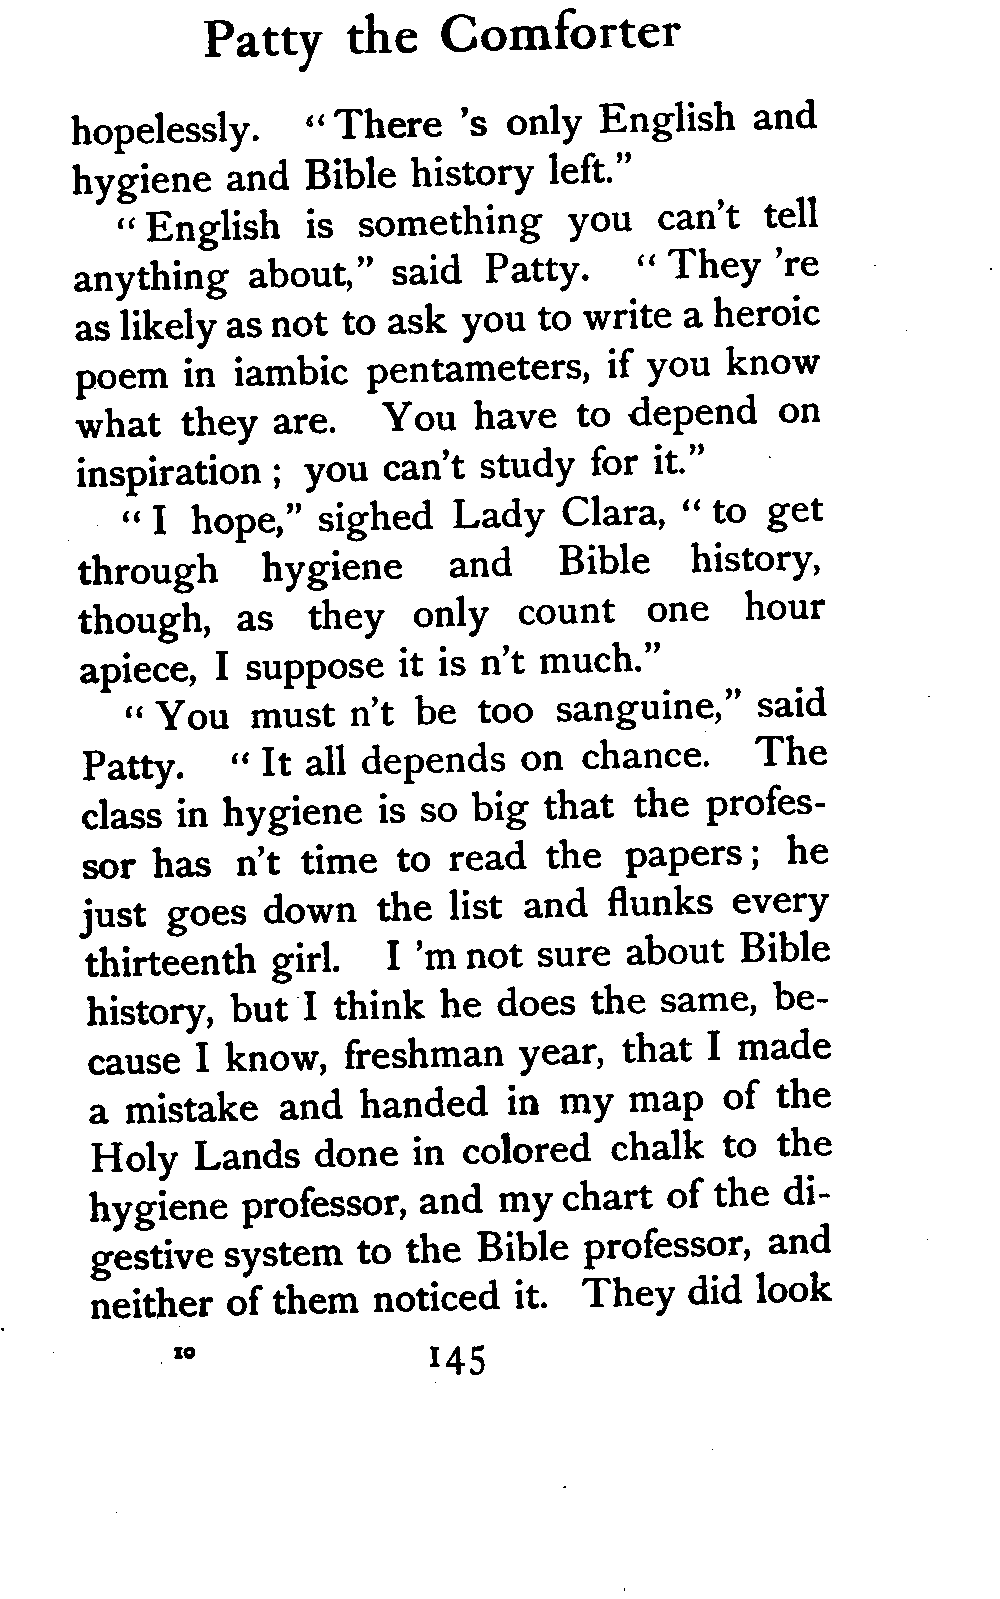 Patty the Comforter
hopelessly. "There 's only English and
hygiene and Bible history left."
"English is something you can't tell
anything about," said Patty. "They 're
as likely as not to ask you to write a heroic
poem in iambic pentameters, if you know
what they are. You have to depend on
inspiration ; you can't study for it."
"I hope," sighed Lady Clara, "to get
through hygiene and Bible history,
though, as they only count one hour
apiece, I suppose it is n't much."
"You must n't be too sanguine," said
Patty. "It all depends on chance. The
class in hygiene is so big that the profes-
sor has n't time to read the papers ; he
just goes down the list and flunks every
thirteenth girl. I 'm not sure about Bible
history, but I think he does the same, be-
cause I know, freshman year, that I made
a mistake and handed in my map of the
Holy Lands done in colored chalk to the
hygiene professor, and my chart of the di-
gestive system to the Bible professor, and
neither of them noticed it. They did look
10 145